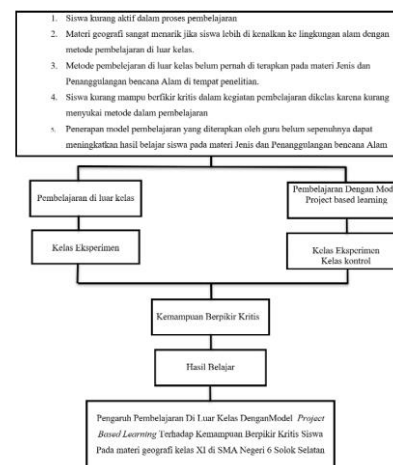 1. Siswa kurang aktif dalam proses pembelajaran
2. Materi geografi sangat menarik jika siswa lebih di kenalkan ke lingkungan alam dengan
metode pembelajaran di luar kelas.
3. Metode pembelejaran di luar kelas belum pernah di terapkan pada materi Jenis dan
Penanggulangan bencana Alam di tempat penelitian.
4. Siswa kurang mampu berfikir kritis dalam kegiatan pembelajaran dikelas karena kurang
menyukai metode dalam pembelajaran
5. Penerapan model pembelajaran yang diterapkan oleh guru belum sepenuhnya dapat
meningkatkan hasil belajar siswa pada materi Jenis dan Penanggulangan bencana Alam
Pembelajaran di luar kelas
Pembelajaran Dengan Mod
Project based learning
Kelas Eksperimen
Kelas Eksperimen
Kelas kontrol
Kemampuan Berpikir Kritis
Hasil Belajar
Pengaruh Pembelajaran Di Luar Kelas DenganModel Project
Based Learning Terhadap Kemampuan Berpikir Kritis Siswa
Pada materi geografi kelas XI di SMA Negeri 6 Solok Selatan